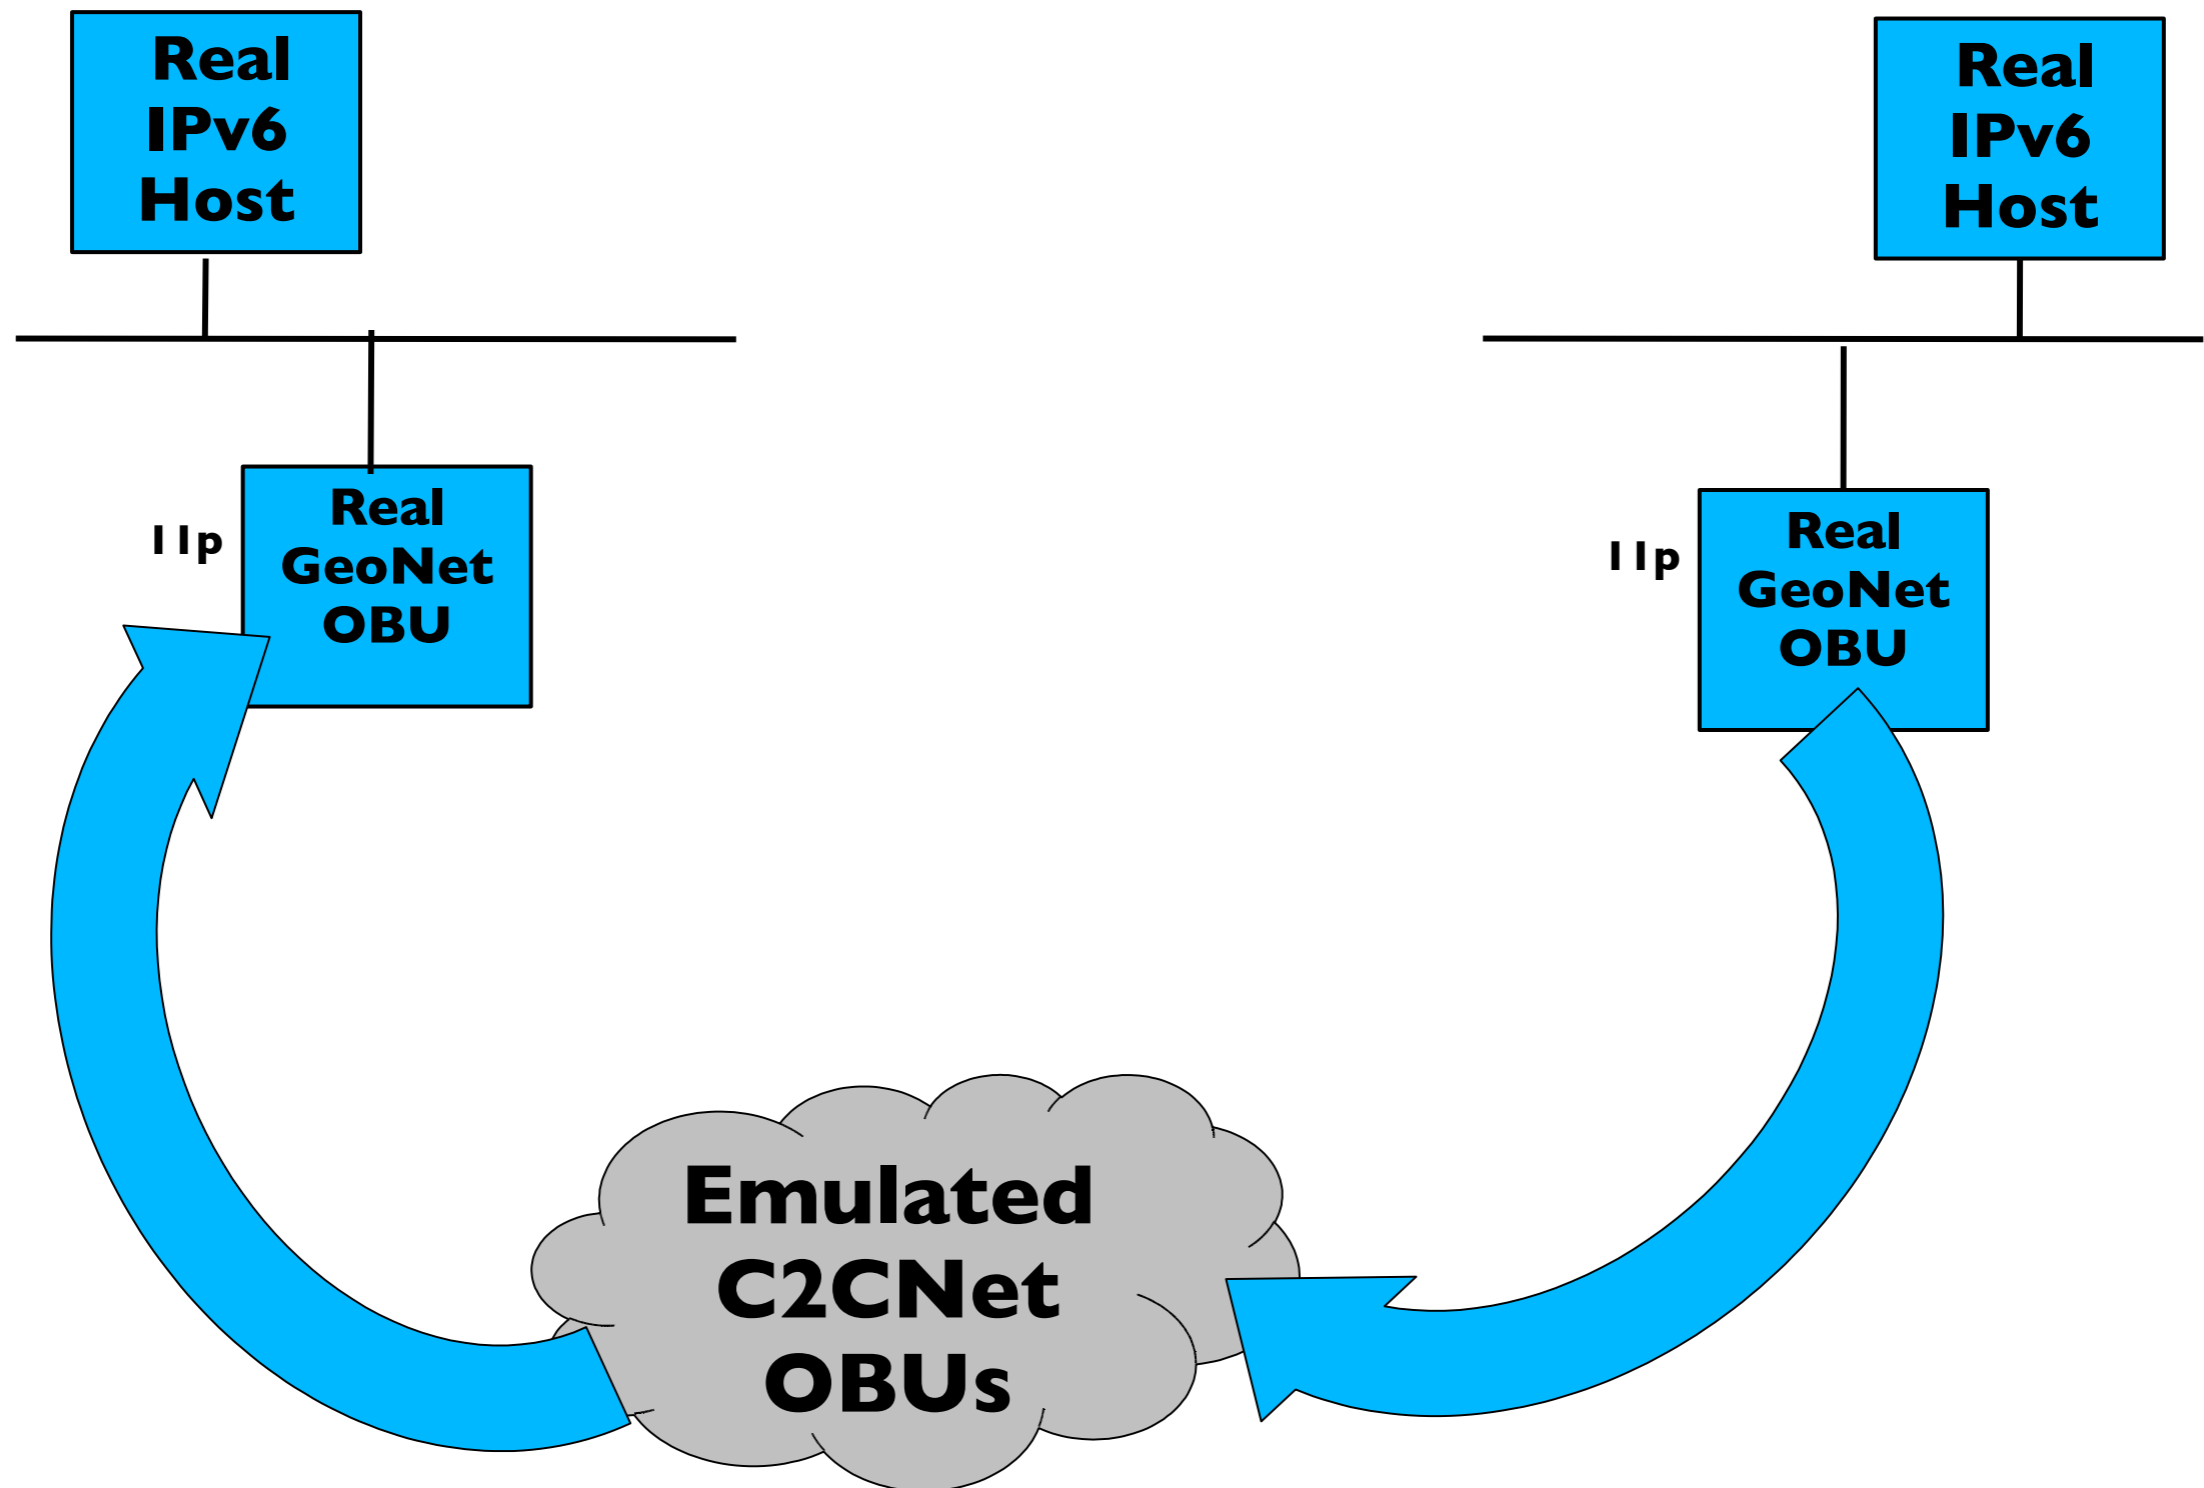 Real
IPv6
Host
Real
IPv6
Host
11p
Real
GeoNet
OBU
11p
Real
GeoNet
OBU
Emulated
C2CNet
OBUs